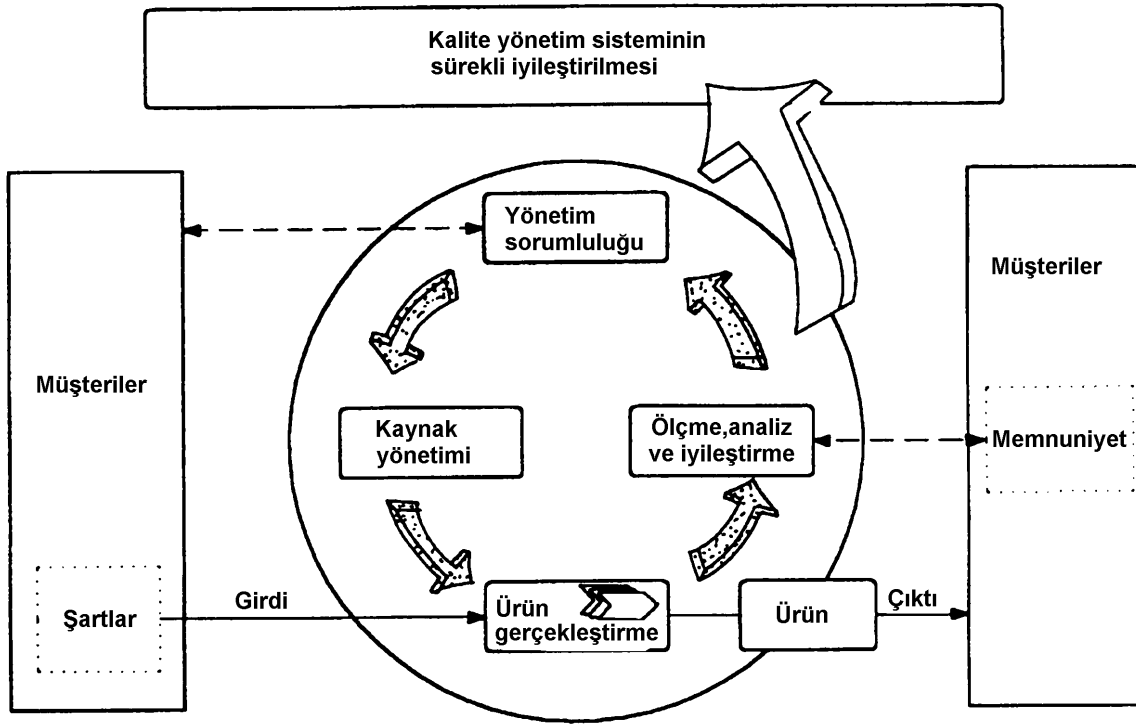 Kalite yönetim sisteminin
sürekli iyileştirilmesi
Yönetim
sorumluluğu
Müşteriler
Müşteriler
Kaynak
yönetimi
Ölçme,analiz
ve iyileştirme
Memnuniyet
Şartlar
Girdi
Ürün
gerçekleştirme
Ürün
Çıktı